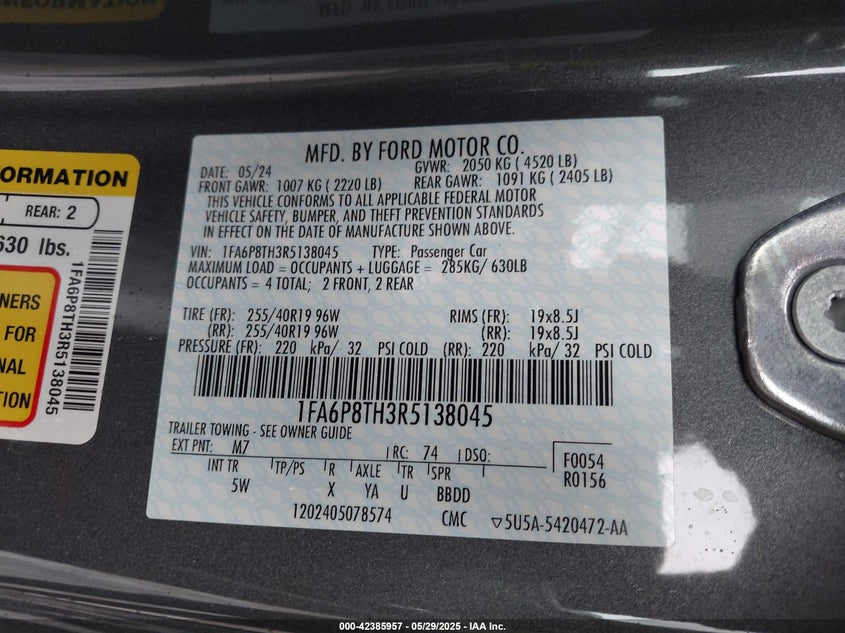 ORMATION
REAR: 2
630 lbs.
NERS
FOR
NAL
TION
1FA6P8TH3R5138045
MFD. BY FORD MOTOR CO.
DATE: 05/24 GVWR: 2050 KG ( 4520 LB)
FRONT GAWR: 1007 KG ( 2220 LB) REAR GAWR: 1091 KG ( 2405 LB)
THIS VEHICLE CONFORMS TO ALL APPLICABLE FEDERAL MOTOR
VEHICLE SAFETY, BUMPER, AND THEFT PREVENTION STANDARDS
IN EFFECT ON THE DATE OF MANUFACTURE SHOWN ABOVE.
VIN: 1FA6P8TH3R5138045 TYPE: Passenger Car
MAXIMUM LOAD = OCCUPANTS + LUGGAGE = 285KG/ 630LB
OCCUPANTS = 4 TOTAL; 2 FRONT, 2 REAR
TIRE (FR): 255/40R19 96W RIMS (FR): 19x8.5J
(RR): 255/40R19 96W (RR): 19x8.5J
PRESSURE (FR): 220 kPa/ 32 PSI COLD (RR): 220 kPa/ 32 PSI COLD
1FA6P8TH3R5138045
TRAILER TOWING - SEE OWNER GUIDE
EXT PNT: M7 RC: 74 DSO:
F0054
R0156
INT TR TP/PS R AXLE TR SPR
5W X YA U BBDD
1202405078574 CMC ▽5U5A-5420472-AA
000-42385957 - 05/29/2025 - IAA Inc.